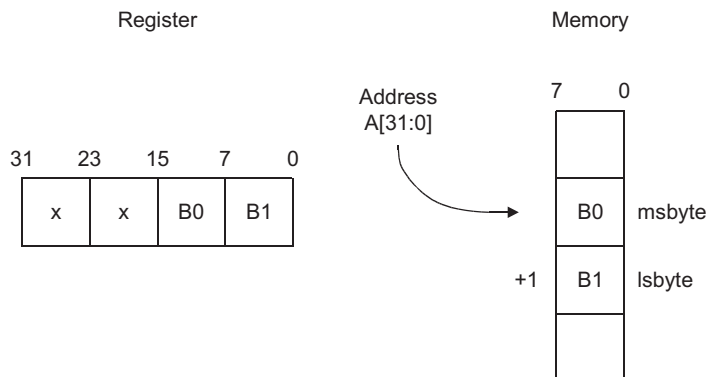 Register
Memory
Address
A[31:0]
7 0
31 23 15 7 0
x x B0 B1
B0 msbyte
+1 B1 lsbyte